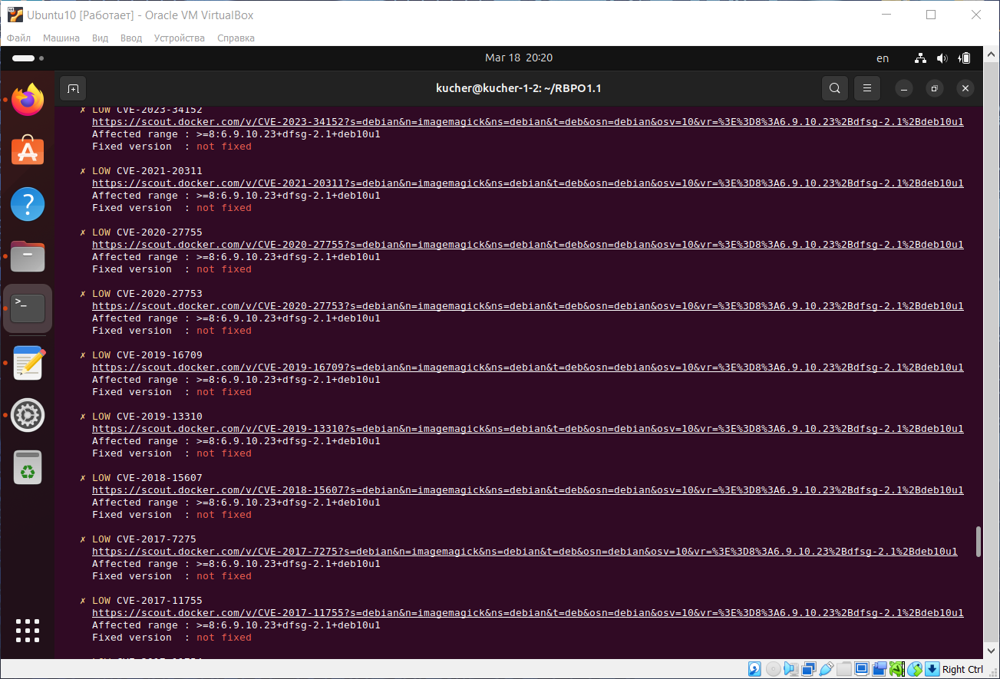 Ubuntu10 [Работает] - Oracle VM VirtualBox
Файл Машина Вид Ввод Устройства Справка
Mar 18 20:20
en
kucher@kucher-1-2: ~/RBPO1.1
✗ LOW CVE-2023-34152
https://scout.docker.com/v/CVE-2023-34152?s=debian&n=imagemagick&ns=debian&t=deb&osn=debian&osv=10&vr=%3E%3D8%3A6.9.10.23%2Bdfsg-2.1%2Bdeb10u1
Affected range : >=8:6.9.10.23+dfsg-2.1+deb10u1
Fixed version : not fixed
✗ LOW CVE-2021-20311
https://scout.docker.com/v/CVE-2021-20311?s=debian&n=imagemagick&ns=debian&t=deb&osn=debian&osv=10&vr=%3E%3D8%3A6.9.10.23%2Bdfsg-2.1%2Bdeb10u1
Affected range : >=8:6.9.10.23+dfsg-2.1+deb10u1
Fixed version : not fixed
✗ LOW CVE-2020-27755
https://scout.docker.com/v/CVE-2020-27755?s=debian&n=imagemagick&ns=debian&t=deb&osn=debian&osv=10&vr=%3E%3D8%3A6.9.10.23%2Bdfsg-2.1%2Bdeb10u1
Affected range : >=8:6.9.10.23+dfsg-2.1+deb10u1
Fixed version : not fixed
✗ LOW CVE-2020-27753
https://scout.docker.com/v/CVE-2020-27753?s=debian&n=imagemagick&ns=debian&t=deb&osn=debian&osv=10&vr=%3E%3D8%3A6.9.10.23%2Bdfsg-2.1%2Bdeb10u1
Affected range : >=8:6.9.10.23+dfsg-2.1+deb10u1
Fixed version : not fixed
✗ LOW CVE-2019-16709
https://scout.docker.com/v/CVE-2019-16709?s=debian&n=imagemagick&ns=debian&t=deb&osn=debian&osv=10&vr=%3E%3D8%3A6.9.10.23%2Bdfsg-2.1%2Bdeb10u1
Affected range : >=8:6.9.10.23+dfsg-2.1+deb10u1
Fixed version : not fixed
✗ LOW CVE-2019-13310
https://scout.docker.com/v/CVE-2019-13310?s=debian&n=imagemagick&ns=debian&t=deb&osn=debian&osv=10&vr=%3E%3D8%3A6.9.10.23%2Bdfsg-2.1%2Bdeb10u1
Affected range : >=8:6.9.10.23+dfsg-2.1+deb10u1
Fixed version : not fixed
✗ LOW CVE-2018-15607
https://scout.docker.com/v/CVE-2018-15607?s=debian&n=imagemagick&ns=debian&t=deb&osn=debian&osv=10&vr=%3E%3D8%3A6.9.10.23%2Bdfsg-2.1%2Bdeb10u1
Affected range : >=8:6.9.10.23+dfsg-2.1+deb10u1
Fixed version : not fixed
✗ LOW CVE-2017-7275
https://scout.docker.com/v/CVE-2017-7275?s=debian&n=imagemagick&ns=debian&t=deb&osn=debian&osv=10&vr=%3E%3D8%3A6.9.10.23%2Bdfsg-2.1%2Bdeb10u1
Affected range : >=8:6.9.10.23+dfsg-2.1+deb10u1
Fixed version : not fixed
✗ LOW CVE-2017-11755
https://scout.docker.com/v/CVE-2017-11755?s=debian&n=imagemagick&ns=debian&t=deb&osn=debian&osv=10&vr=%3E%3D8%3A6.9.10.23%2Bdfsg-2.1%2Bdeb10u1
Affected range : >=8:6.9.10.23+dfsg-2.1+deb10u1
Fixed version : not fixed
Right Ctrl